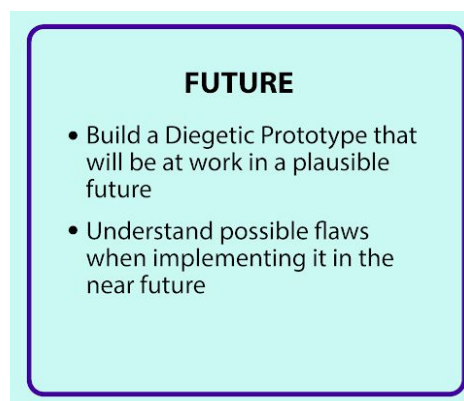 FUTURE
• Build a Diegetic Prototype that
will be at work in a plausible
future
• Understand possible flaws
when implementing it in the
near future